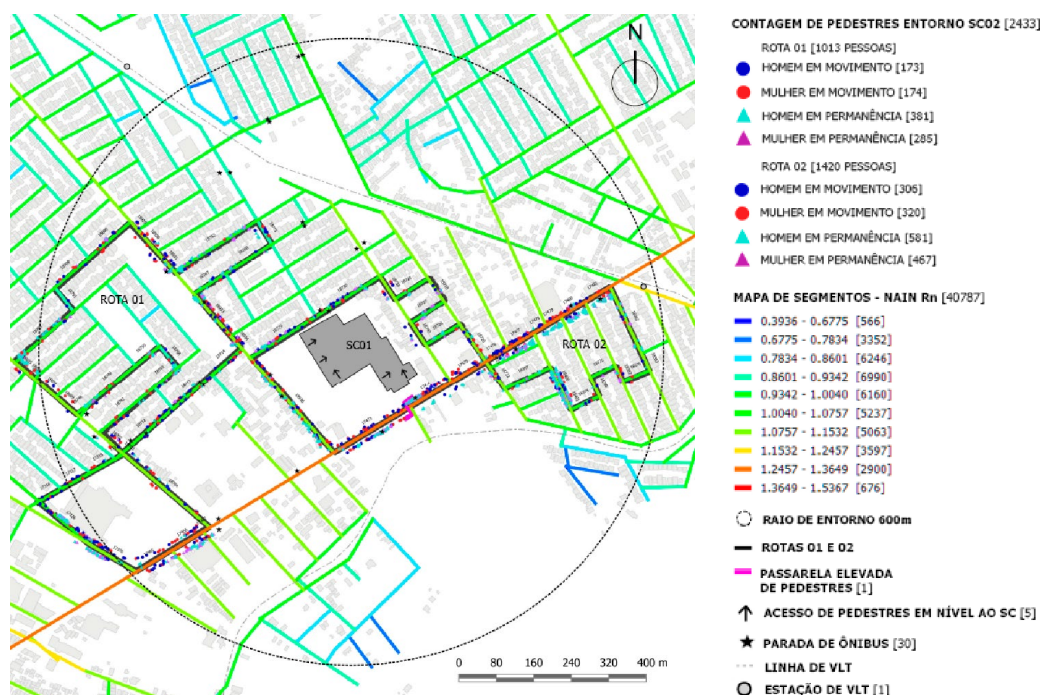 N
ROTA 01
SC01
ROTA 02
0 80 160 240 320 400 m
CONTAGEM DE PEDESTRES ENTORNO SC02 [2433]
ROTA 01 [1013 PESSOAS]
HOMEM EM MOVIMENTO [173]
MULHER EM MOVIMENTO [174]
HOMEM EM PERMANÊNCIA [381]
MULHER EM PERMANÊNCIA [285]
ROTA 02 [1420 PESSOAS]
HOMEM EM MOVIMENTO [306]
MULHER EM MOVIMENTO [320]
HOMEM EM PERMANÊNCIA [581]
MULHER EM PERMANÊNCIA [467]
MAPA DE SEGMENTOS - NAIN Rn [40787]
0.3936 - 0.6775 [566]
0.6775 - 0.7834 [3352]
0.7834 - 0.8601 [6246]
0.8601 - 0.9342 [6990]
0.9342 - 1.0040 [6160]
1.0040 - 1.0757 [5237]
1.0757 - 1.1532 [5063]
1.1532 - 1.2457 [3597]
1.2457 - 1.3649 [2900]
1.3649 - 1.5367 [676]
RAIO DE ENTORNO 600m
ROTAS 01 E 02
PASSARELA ELEVADA
DE PEDESTRES [1]
ACESSO DE PEDESTRES EM NÍVEL AO SC [5]
PARADA DE ÔNIBUS [30]
LINHA DE VLT
ESTAÇÃO DE VLT [1]